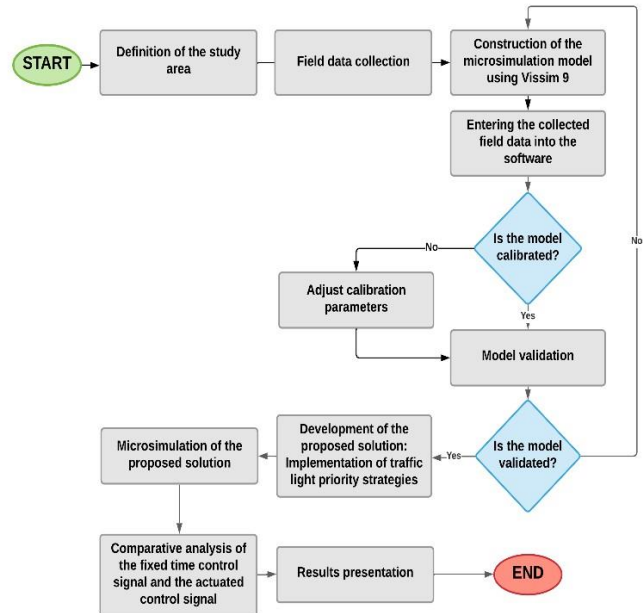 START
Definition of the study
area
Field data collection
Construction of the
microsimulation model
using Vissim 9
Entering the collected
field data into the
software
Is the model
calibrated?
No
No
Adjust calibration
parameters
Yes
Model validation
Is the model
validated?
Yes
Development of the
proposed solution:
Implementation of traffic
light priority strategies
Microsimulation of the
proposed solution
Comparative analysis of
the fixed time control
signal and the actuated
control signal
Results presentation
END